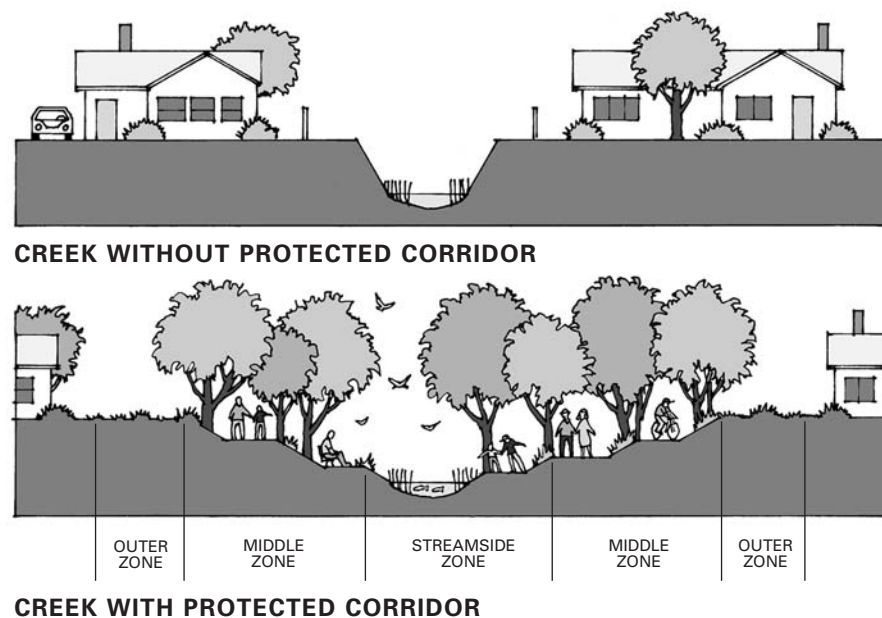 CREEK WITHOUT PROTECTED CORRIDOR
OUTER
ZONE
MIDDLE
ZONE
STREAMSIDE
ZONE
MIDDLE
ZONE
OUTER
ZONE
CREEK WITH PROTECTED CORRIDOR